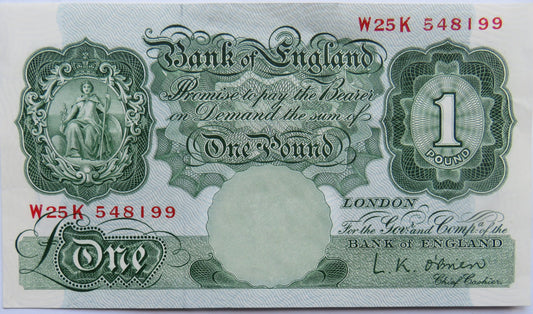 W25K 548199
Bank of England
Promise to pay the Bearer
on Demand the sum of
One Pound
1
POUND
W25K 548199
LONDON
For the Govr. and Compa. of the
BANK OF ENGLAND
£One
L.K. O'Brien
Chief Cashier.